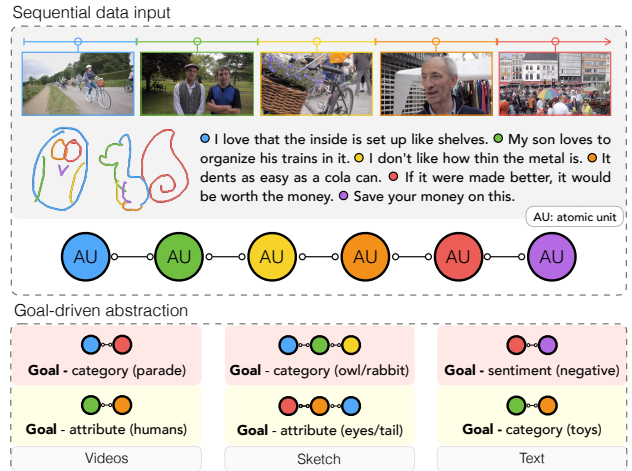 Sequential data input
I love that the inside is set up like shelves. My son loves to
organize his trains in it. I don't like how thin the metal is. It
dents as easy as a cola can. If it were made better, it would
be worth the money. Save your money on this.
AU: atomic unit
AU AU AU AU AU AU
Goal-driven abstraction
Goal - category (parade)
Goal - category (owl/rabbit)
Goal - sentiment (negative)
Goal - attribute (humans)
Goal - attribute (eyes/tail)
Goal - category (toys)
Videos
Sketch
Text